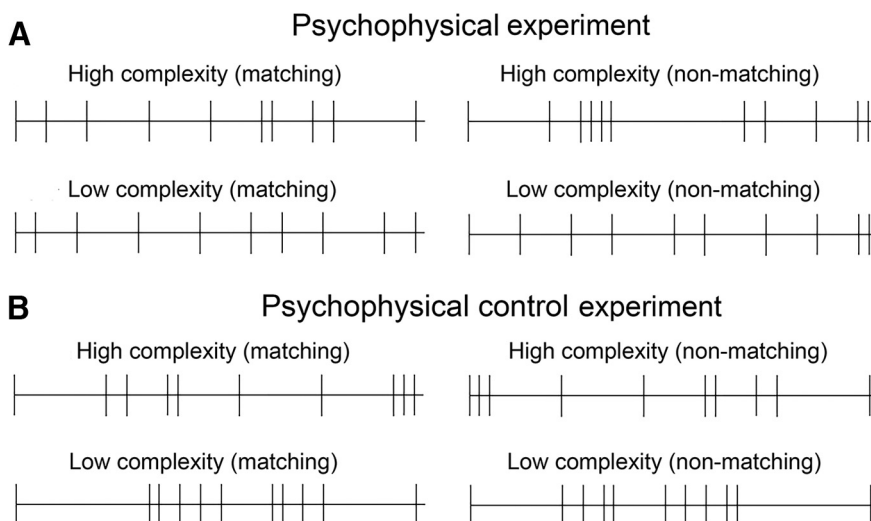 A
Psychophysical experiment
High complexity (matching)
High complexity (non-matching)
Low complexity (matching)
Low complexity (non-matching)
B
Psychophysical control experiment
High complexity (matching)
High complexity (non-matching)
Low complexity (matching)
Low complexity (non-matching)